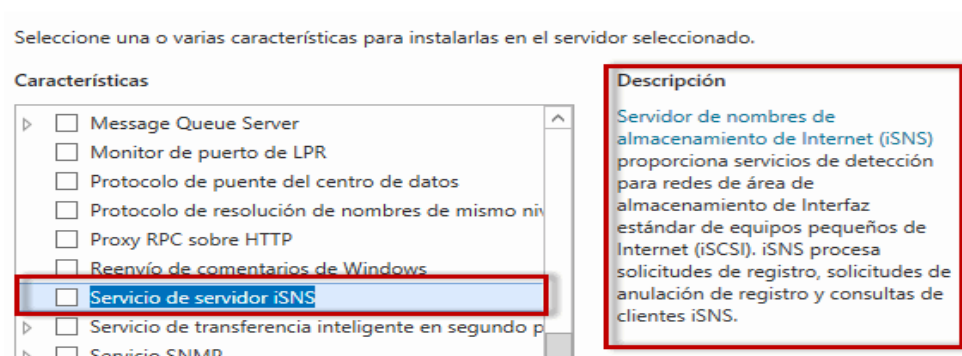 Seleccione una o varias características para instalarlas en el servidor seleccionado.
Características
Message Queue Server
Monitor de puerto de LPR
Protocolo de puente del centro de datos
Protocolo de resolución de nombres de mismo niv
Proxy RPC sobre HTTP
Reenvío de comentarios de Windows
Servicio de servidor iSNS
Servicio de transferencia inteligente en segundo p
Servicio SNMP
Descripción
Servidor de nombres de
almacenamiento de Internet (iSNS)
proporciona servicios de detección
para redes de área de
almacenamiento de Interfaz
estándar de equipos pequeños de
Internet (iSCSI). iSNS procesa
solicitudes de registro, solicitudes de
anulación de registro y consultas de
clientes iSNS.